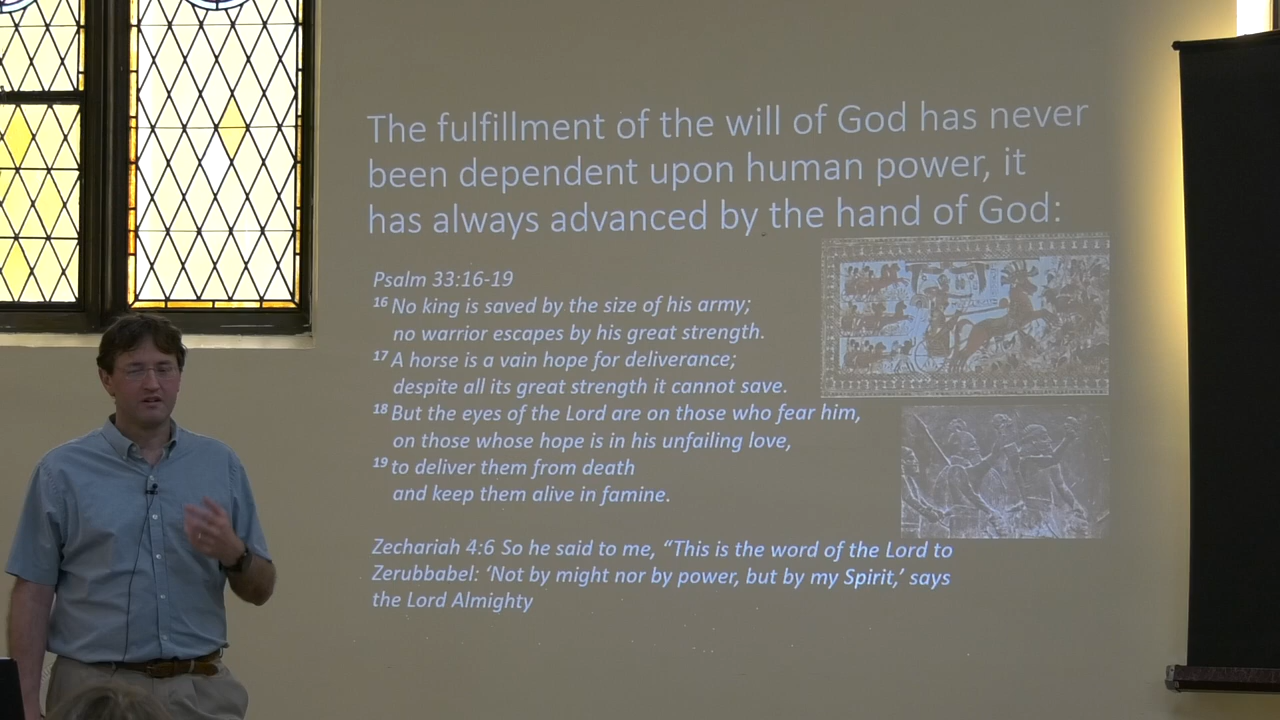 The fulfillment of the will of God has never
been dependent upon human power, it
has always advanced by the hand of God:
Psalm 33:16-19
16 No king is saved by the size of his army;
no warrior escapes by his great strength.
17 A horse is a vain hope for deliverance;
despite all its great strength it cannot save.
18 But the eyes of the Lord are on those who fear him,
on those whose hope is in his unfailing love,
19 to deliver them from death
and keep them alive in famine.
Zechariah 4:6 So he said to me, “This is the word of the Lord to
Zerubbabel: ‘Not by might nor by power, but by my Spirit,’ says
the Lord Almighty